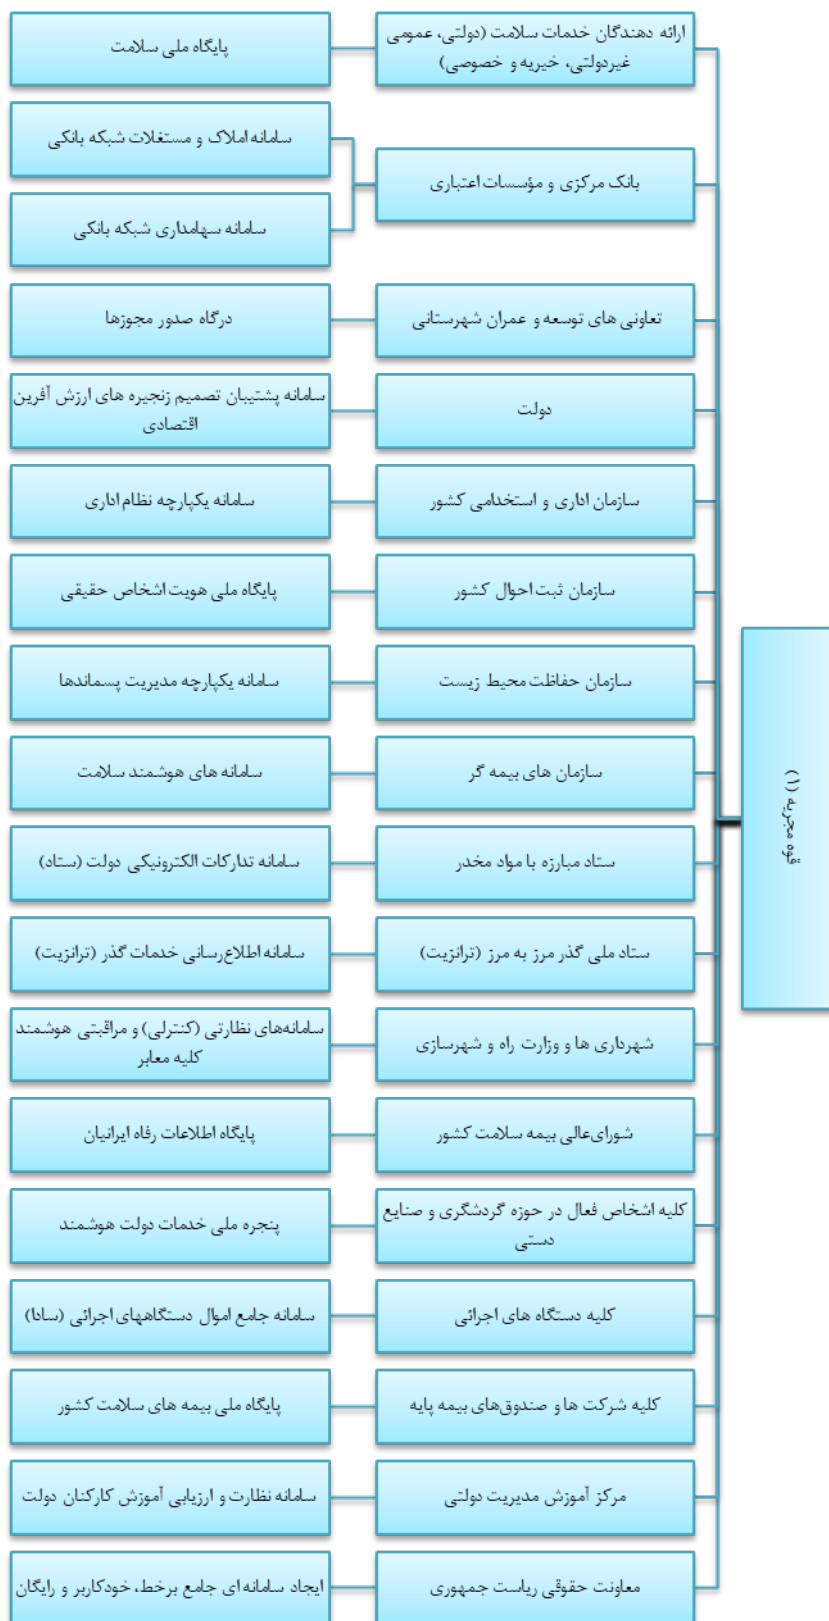 قوه مجریه (۱)
ارائه دهندگان خدمات سلامت (دولتی، عمومی
غیردولتی، خیریه و خصوصی)
پایگاه ملی سلامت
بانک مرکزی و مؤسسات اعتباری
سامانه املاک و مستغلات شبکه بانکی
سامانه سهامداری شبکه بانکی
تعاونی های توسعه و عمران شهرستانی
درگاه صدور مجوزها
دولت
سامانه پشتیبان تصمیم زنجیره های ارزش آفرین
اقتصادی
سازمان اداری و استخدامی کشور
سامانه یکپارچه نظام اداری
سازمان ثبت احوال کشور
پایگاه ملی هویت اشخاص حقیقی
سازمان حفاظت محیط زیست
سامانه یکپارچه مدیریت پسماندها
سازمان های بیمه گر
سامانه های هوشمند سلامت
ستاد مبارزه با مواد مخدر
سامانه تدارکات الکترونیکی دولت (ستاد)
ستاد ملی گذر مرز به مرز (ترانزیت)
سامانه اطلاع‌رسانی خدمات گذر (ترانزیت)
شهرداری ها و وزارت راه و شهرسازی
سامانه‌های نظارتی (کنترلی) و مراقبتی هوشمند
کلیه معابر
شورای‌عالی بیمه سلامت کشور
پایگاه اطلاعات رفاه ایرانیان
کلیه اشخاص فعال در حوزه گردشگری و صنایع
دستی
پنجره ملی خدمات دولت هوشمند
کلیه دستگاه های اجرائی
سامانه جامع اموال دستگاههای اجرائی (سادا)
کلیه شرکت ها و صندوق‌های بیمه پایه
پایگاه ملی بیمه های سلامت کشور
مرکز آموزش مدیریت دولتی
سامانه نظارت و ارزیابی آموزش کارکنان دولت
معاونت حقوقی ریاست جمهوری
ایجاد سامانه ای جامع برخط، خودکاربر و رایگان